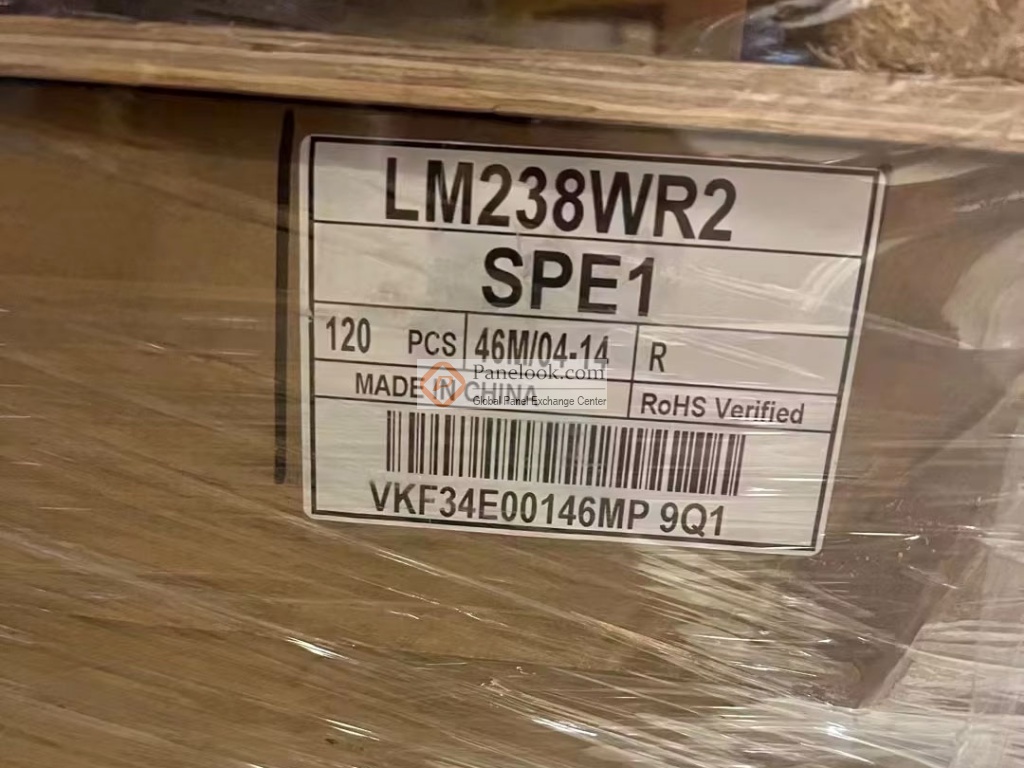 LM238WR2
SPE1
120 PCS 46M/04-14 R
Panelook.com
MADE IN CHINA
Global Panel Exchange Center
RoHS Verified
VKF34E00146MP 9Q1